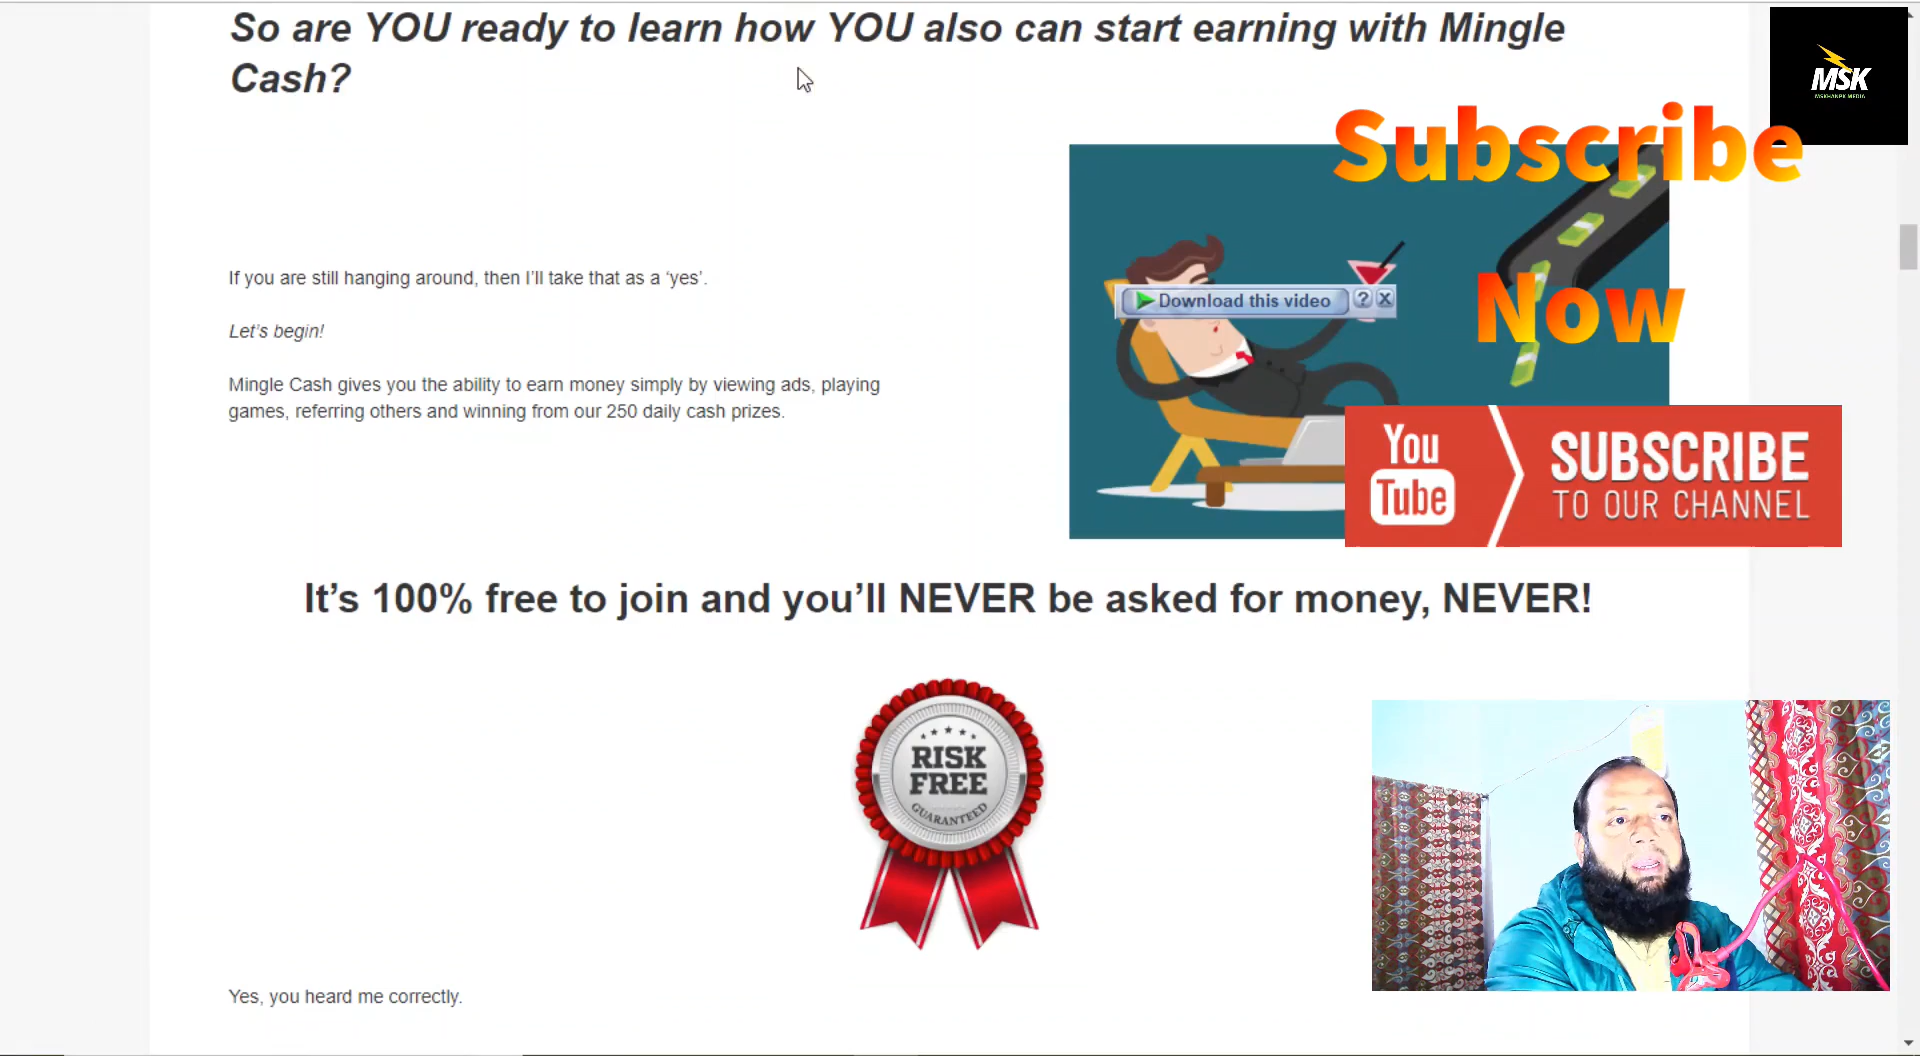 So are YOU ready to learn how YOU also can start earning with Mingle
Cash?
MSK
MSKHANPK MEDIA
Subscribe
Now
If you are still hanging around, then I’ll take that as a ‘yes’.
Download this video
?
X
Let’s begin!
Mingle Cash gives you the ability to earn money simply by viewing ads, playing
games, referring others and winning from our 250 daily cash prizes.
You
Tube
SUBSCRIBE
TO OUR CHANNEL
It’s 100% free to join and you’ll NEVER be asked for money, NEVER!
RISK
FREE
GUARANTEED
Yes, you heard me correctly.